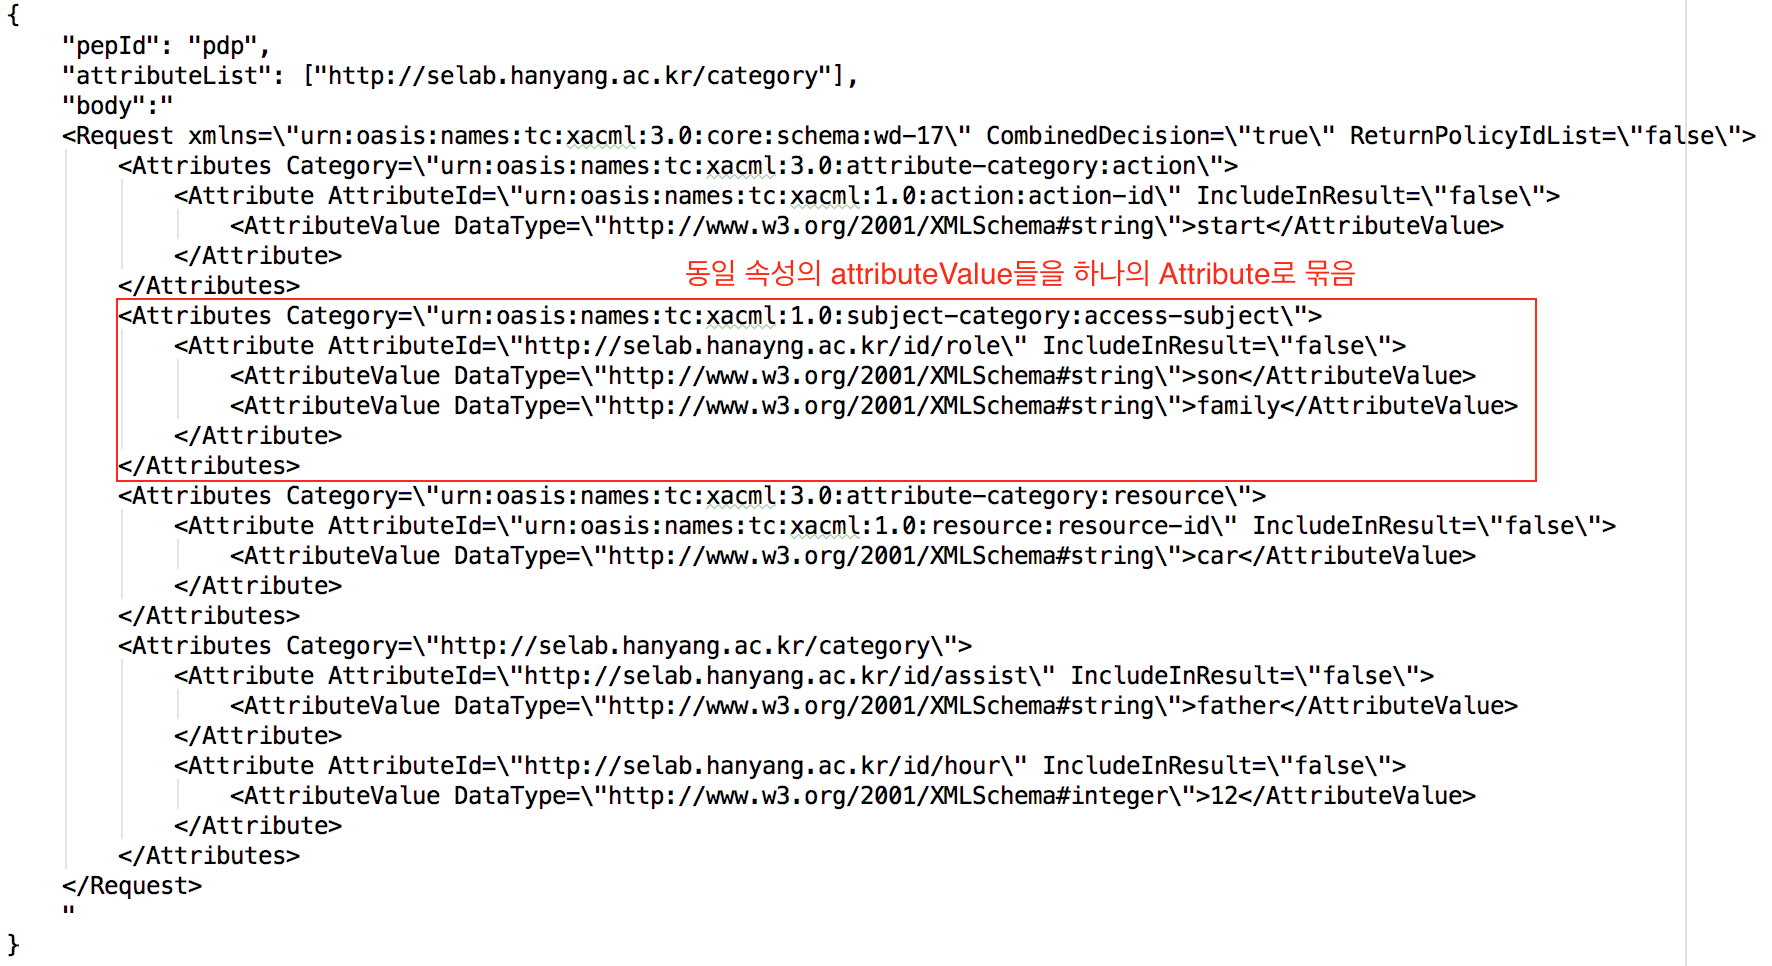 {
    "pepId": "pdp",
    "attributeList": ["http://selab.hanyang.ac.kr/category"],
    "body":"
    <Request xmlns=\"urn:oasis:names:tc:xacml:3.0:core:schema:wd-17\" CombinedDecision=\"true\" ReturnPolicyIdList=\"false\">
        <Attributes Category=\"urn:oasis:names:tc:xacml:3.0:attribute-category:action\">
            <Attribute AttributeId=\"urn:oasis:names:tc:xacml:1.0:action:action-id\" IncludeInResult=\"false\">
                <AttributeValue DataType=\"http://www.w3.org/2001/XMLSchema#string\">start</AttributeValue>
            </Attribute>
동일 속성의 attributeValue들을 하나의 Attribute로 묶음
        </Attributes>
        <Attributes Category=\"urn:oasis:names:tc:xacml:1.0:subject-category:access-subject\">
            <Attribute AttributeId=\"http://selab.hanayng.ac.kr/id/role\" IncludeInResult=\"false\">
                <AttributeValue DataType=\"http://www.w3.org/2001/XMLSchema#string\">son</AttributeValue>
                <AttributeValue DataType=\"http://www.w3.org/2001/XMLSchema#string\">family</AttributeValue>
            </Attribute>
        </Attributes>
        <Attributes Category=\"urn:oasis:names:tc:xacml:3.0:attribute-category:resource\">
            <Attribute AttributeId=\"urn:oasis:names:tc:xacml:1.0:resource:resource-id\" IncludeInResult=\"false\">
                <AttributeValue DataType=\"http://www.w3.org/2001/XMLSchema#string\">car</AttributeValue>
            </Attribute>
        </Attributes>
        <Attributes Category=\"http://selab.hanyang.ac.kr/category\">
            <Attribute AttributeId=\"http://selab.hanyang.ac.kr/id/assist\" IncludeInResult=\"false\">
                <AttributeValue DataType=\"http://www.w3.org/2001/XMLSchema#string\">father</AttributeValue>
            </Attribute>
            <Attribute AttributeId=\"http://selab.hanyang.ac.kr/id/hour\" IncludeInResult=\"false\">
                <AttributeValue DataType=\"http://www.w3.org/2001/XMLSchema#integer\">12</AttributeValue>
            </Attribute>
        </Attributes>
    </Request>
    "
}